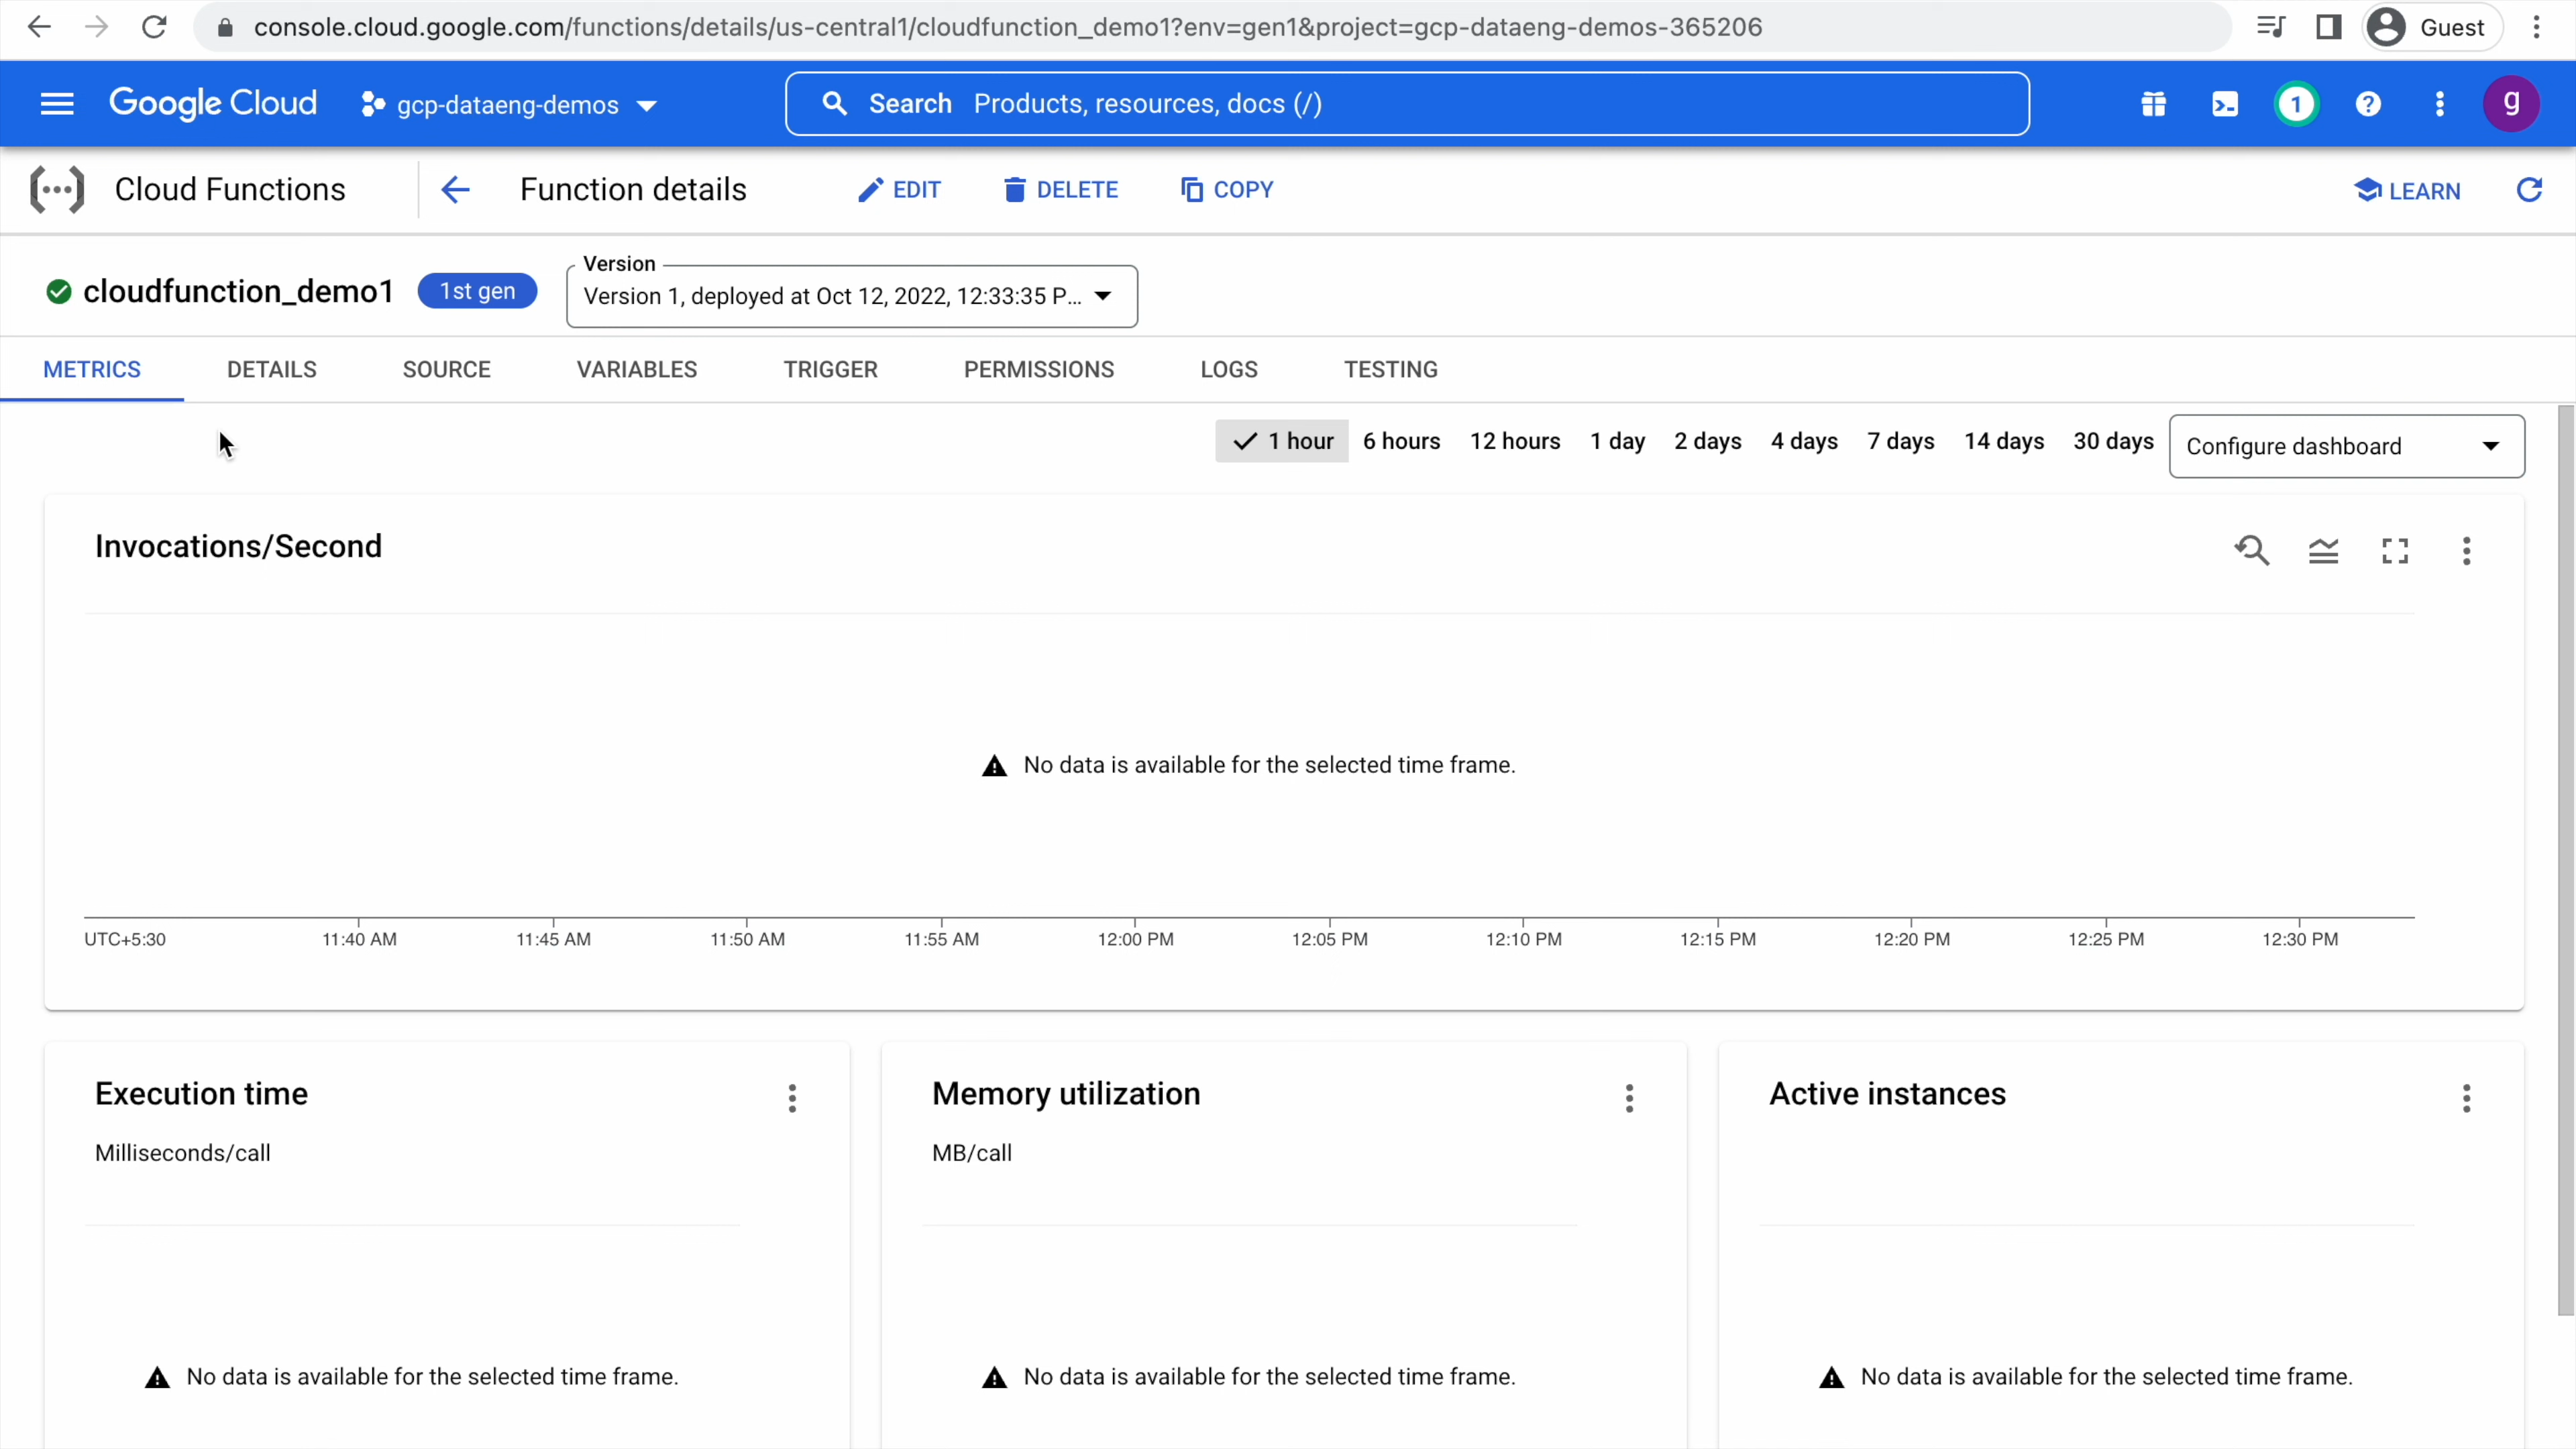 console.cloud.google.com/functions/details/us-central1/cloudfunction_demo1?env=gen1&project=gcp-dataeng-demos-365206
Guest
Google Cloud
gcp-dataeng-demos
Search Products, resources, docs (/)
1
?
g
Cloud Functions
Function details
EDIT
DELETE
COPY
LEARN
cloudfunction_demo1
1st gen
Version
Version 1, deployed at Oct 12, 2022, 12:33:35 P...
METRICS
DETAILS
SOURCE
VARIABLES
TRIGGER
PERMISSIONS
LOGS
TESTING
1 hour
6 hours
12 hours
1 day
2 days
4 days
7 days
14 days
30 days
Configure dashboard
Invocations/Second
No data is available for the selected time frame.
UTC+5:30
11:40 AM
11:45 AM
11:50 AM
11:55 AM
12:00 PM
12:05 PM
12:10 PM
12:15 PM
12:20 PM
12:25 PM
12:30 PM
Execution time
Milliseconds/call
No data is available for the selected time frame.
Memory utilization
MB/call
No data is available for the selected time frame.
Active instances
No data is available for the selected time frame.